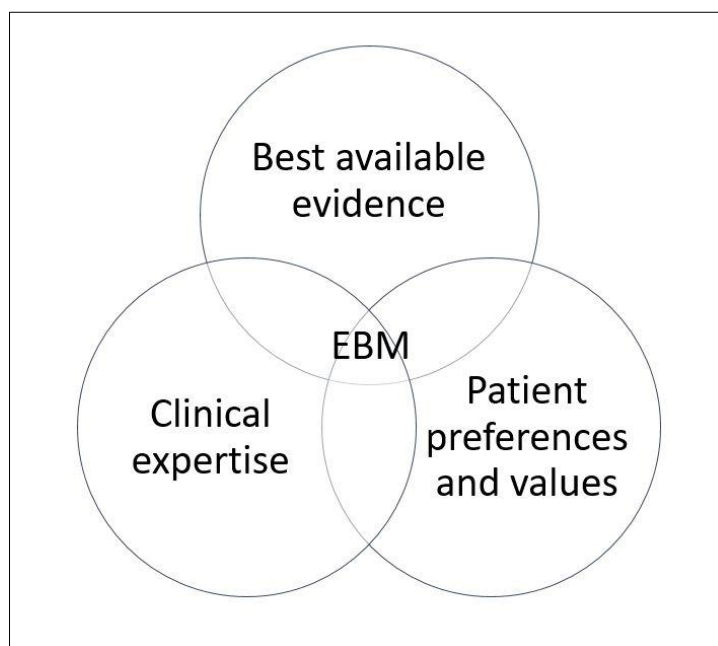 Best available
evidence
EBM
Clinical
expertise
Patient
preferences
and values